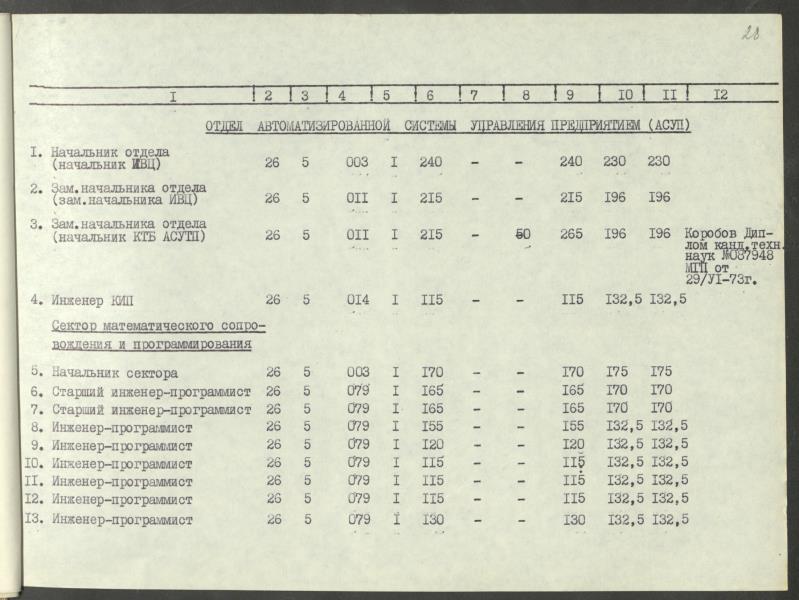 28
I ! 2 ! 3 ! 4 ! 5 ! 6 ! 7 ! 8 ! 9 ! 10 ! II ! I2
ОТДЕЛ АВТОМАТИЗИРОВАННОЙ СИСТЕМЫ УПРАВЛЕНИЯ ПРЕДПРИЯТИЕМ (АСУП)
I. Начальник отдела
(начальник ИВЦ) 26 5 003 I 240 – – 240 230 230
2. Зам.начальника отдела
(зам.начальника ИВЦ) 26 5 0II I 215 – – 215 I96 I96
3. Зам.начальника отдела
(начальник КТБ АСУТП) 26 5 0II I 215 – 50 265 I96 I96 Коробов Дип-
лом канд.техн.
наук №087948
МГП от
29/УI-73г.
4. Инженер КИП 26 5 0I4 I II5 – – II5 I32,5 I32,5
Сектор математического сопро-
вождения и программирования
5. Начальник сектора 26 5 003 I I70 – – I70 I75 I75
6. Старший инженер-программист 26 5 079 I I65 – – I65 I70 I70
7. Старший инженер-программист 26 5 079 I I65 – – I65 I70 I70
8. Инженер-программист 26 5 079 I I55 – – I55 I32,5 I32,5
9. Инженер-программист 26 5 079 I I20 – – I20 I32,5 I32,5
I0. Инженер-программист 26 5 079 I II5 – – II5 I32,5 I32,5
II. Инженер-программист 26 5 079 I II5 – – II5 I32,5 I32,5
I2. Инженер-программист 26 5 079 I II5 – – II5 I32,5 I32,5
I3. Инженер-программист 26 5 079 I I30 – – I30 I32,5 I32,5